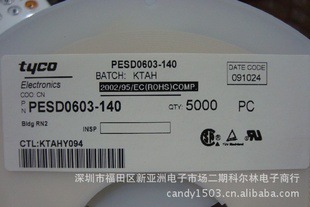 tyco
Electronics
CDO, CN
PESD0603-140
BATCH: KTAH
2002/95/EC(ROHS)COMP.
DATE CODE
091024
P/N PESD0603-140
QTY: 5000 PC
Bldg RN2
INSP
CTL:KTAHY094
深圳市福田区新亚洲电子市场二期科尔林电子商行
candy1503.cn.alibaba.com